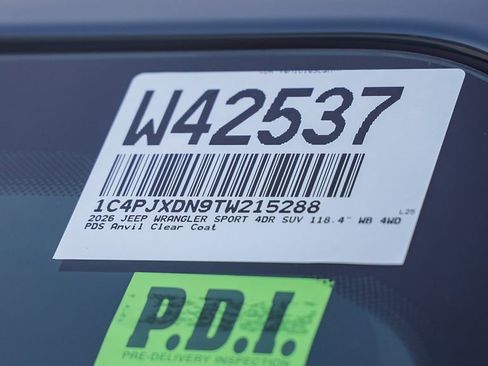 W42537
1C4PJXDN9TW215288
L25
2026 JEEP WRANGLER SPORT 4DR SUV 118.4" WB 4WD
PDS Anvil Clear Coat
P.D.I.
PRE-DELIVERY INSPECTION